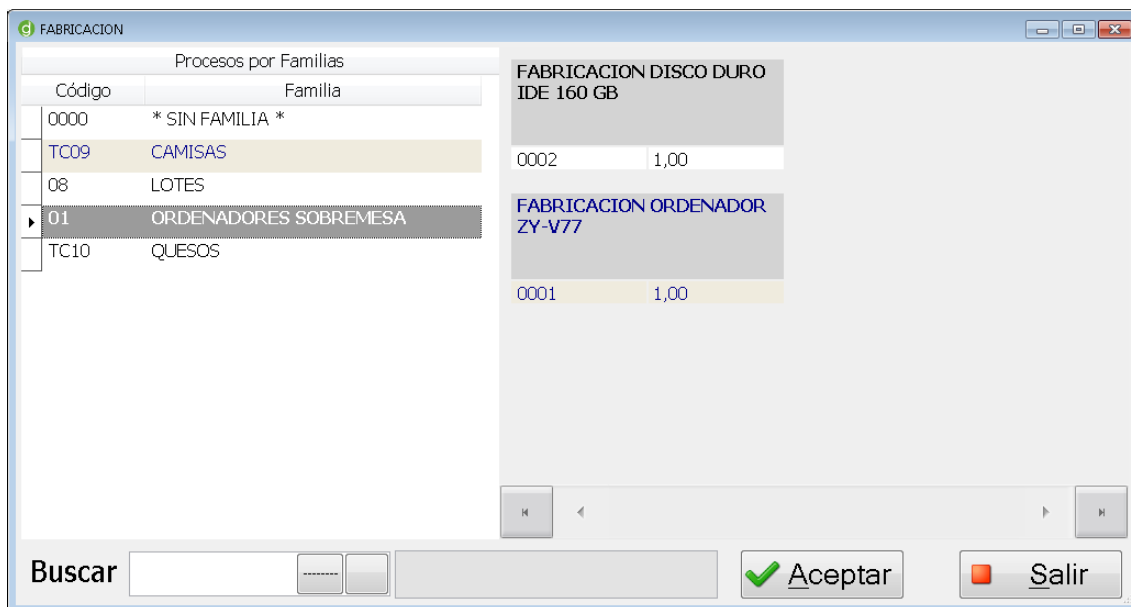 FABRICACION
Procesos por Familias
Código Familia
0000 * SIN FAMILIA *
TC09 CAMISAS
08 LOTES
01 ORDENADORES SOBREMESA
TC10 QUESOS
FABRICACION DISCO DURO
IDE 160 GB
0002 1,00
FABRICACION ORDENADOR
ZY-V77
0001 1,00
Buscar -------- Aceptar Salir